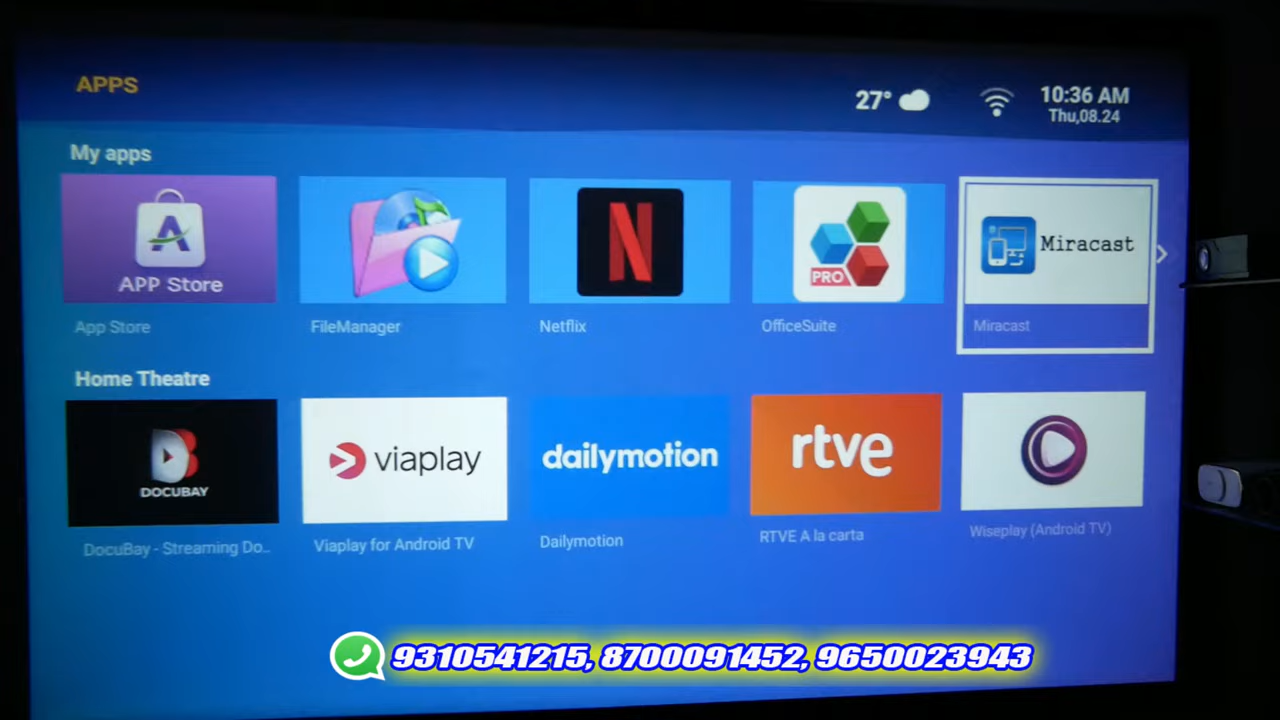 APPS
27°
10:36 AM
Thu,08.24
My apps
A
APP Store
N
PRO
Miracast
App Store
FileManager
Netflix
OfficeSuite
Miracast
Home Theatre
DOCUBAY
viaplay
dailymotion
rtve
DocuBay - Streaming Do..
Viaplay for Android TV
Dailymotion
RTVE A la carta
Wiseplay (Android TV)
9310541215, 8700091452, 9650023943